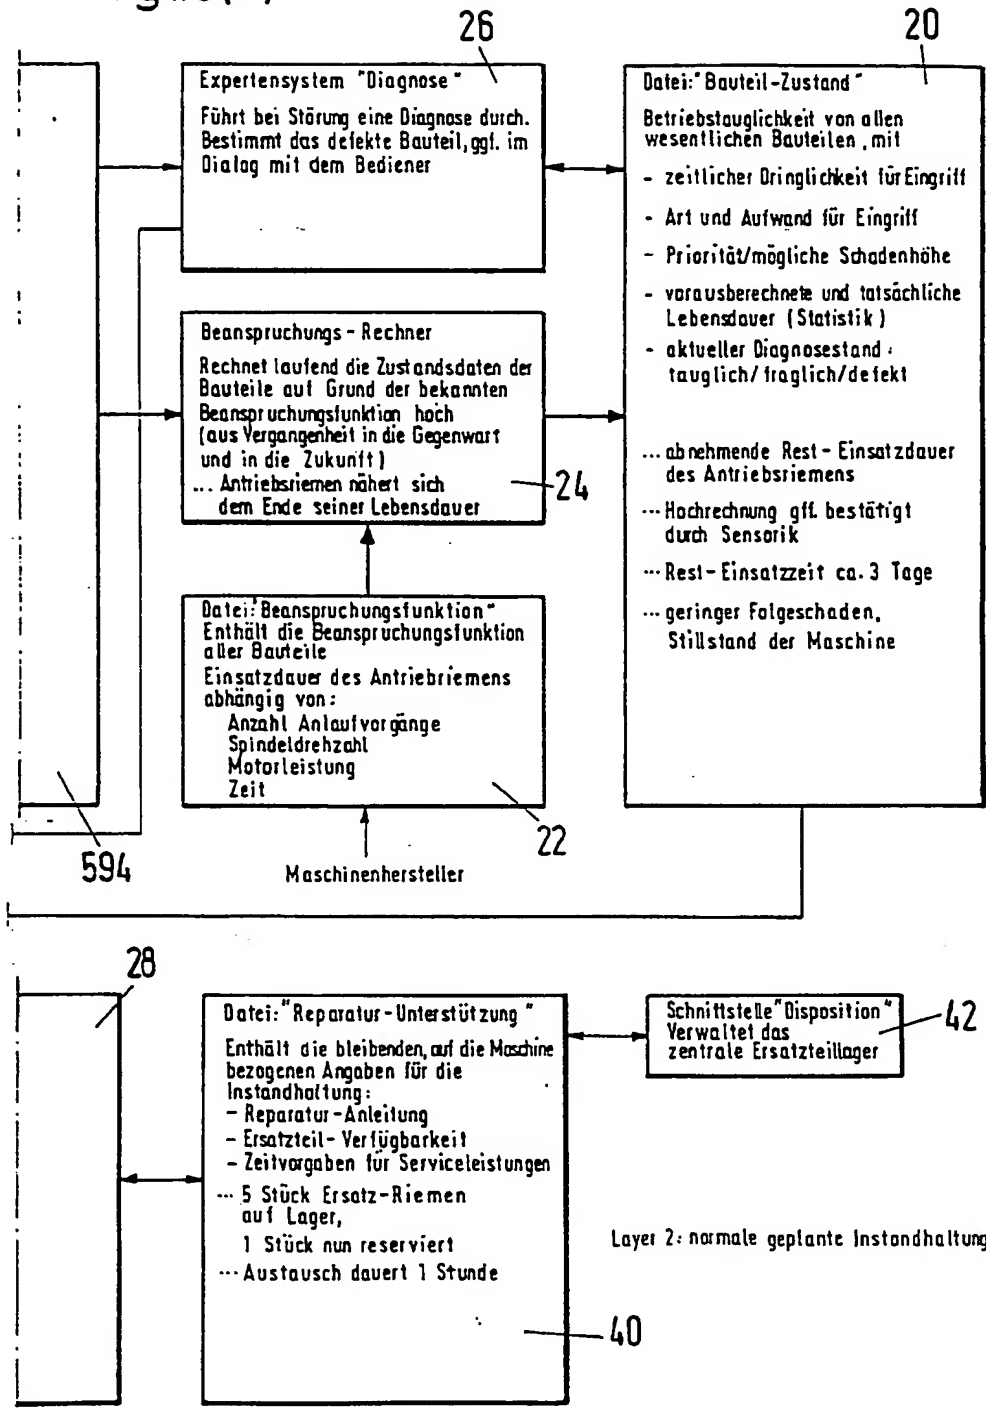 26
20
Expertensystem "Diagnose"
Führt bei Störung eine Diagnose durch.
Bestimmt das defekte Bauteil, ggf. im
Dialog mit dem Bediener
Datei: "Bauteil-Zustand"
Betriebstauglichkeit von allen
wesentlichen Bauteilen, mit
- zeitlicher Dringlichkeit für Eingriff
- Art und Aufwand für Eingriff
- Priorität/mögliche Schadenhöhe
- vorausberechnete und tatsächliche
Lebensdauer (Statistik)
- aktueller Diagnosestand:
tauglich/fraglich/defekt
... abnehmende Rest-Einsatzdauer
des Antriebsriemens
... Hochrechnung gff. bestätigt
durch Sensorik
... Rest-Einsatzzeit ca. 3 Tage
... geringer Folgeschaden,
Stillstand der Maschine
Beanspruchungs-Rechner
Rechnet laufend die Zustandsdaten der
Bauteile auf Grund der bekannten
Beanspruchungsfunktion hoch
(aus Vergangenheit in die Gegenwart
und in die Zukunft)
... Antriebsriemen nähert sich
dem Ende seiner Lebensdauer
24
Datei: "Beanspruchungsfunktion"
Enthält die Beanspruchungsfunktion
aller Bauteile
Einsatzdauer des Antriebriemens
abhängig von:
Anzahl Anlaufvorgänge
Spindeldrehzahl
Motorleistung
Zeit
22
594
Maschinenhersteller
28
Datei: "Reparatur-Unterstützung"
Enthält die bleibenden, auf die Maschine
bezogenen Angaben für die
Instandhaltung:
- Reparatur-Anleitung
- Ersatzteil-Verfügbarkeit
- Zeitvorgaben für Serviceleistungen
... 5 Stück Ersatz-Riemen
auf Lager,
1 Stück nun reserviert
... Austausch dauert 1 Stunde
40
Schnittstelle "Disposition"
Verwaltet das
zentrale Ersatzteillager
42
Layer 2: normale geplante Instandhaltung